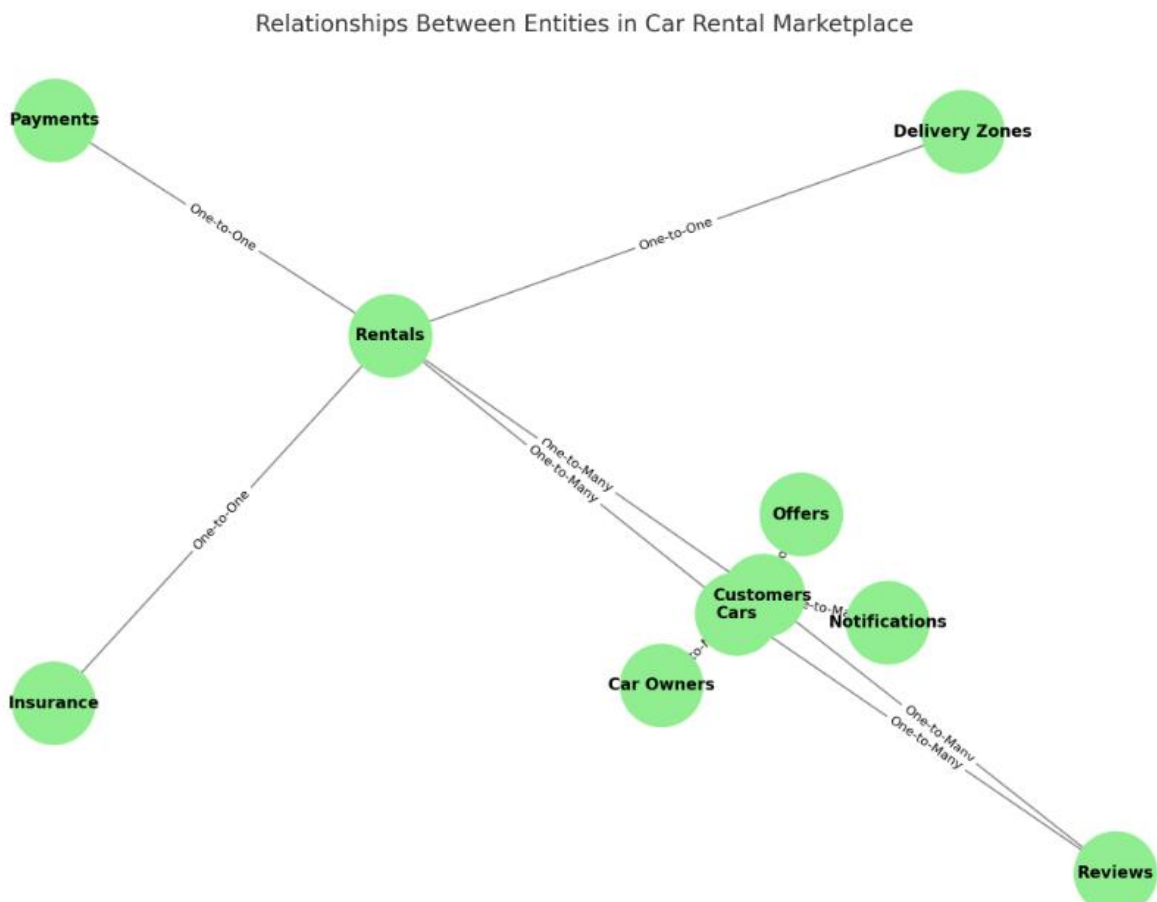 Relationships Between Entities in Car Rental Marketplace
Payments
Delivery Zones
One-to-One
One-to-One
Rentals
One-to-Many
One-to-Many
One-to-One
Offers
Customers
Cars
Notifications
Car Owners
Insurance
One-to-Many
One-to-Many
Reviews